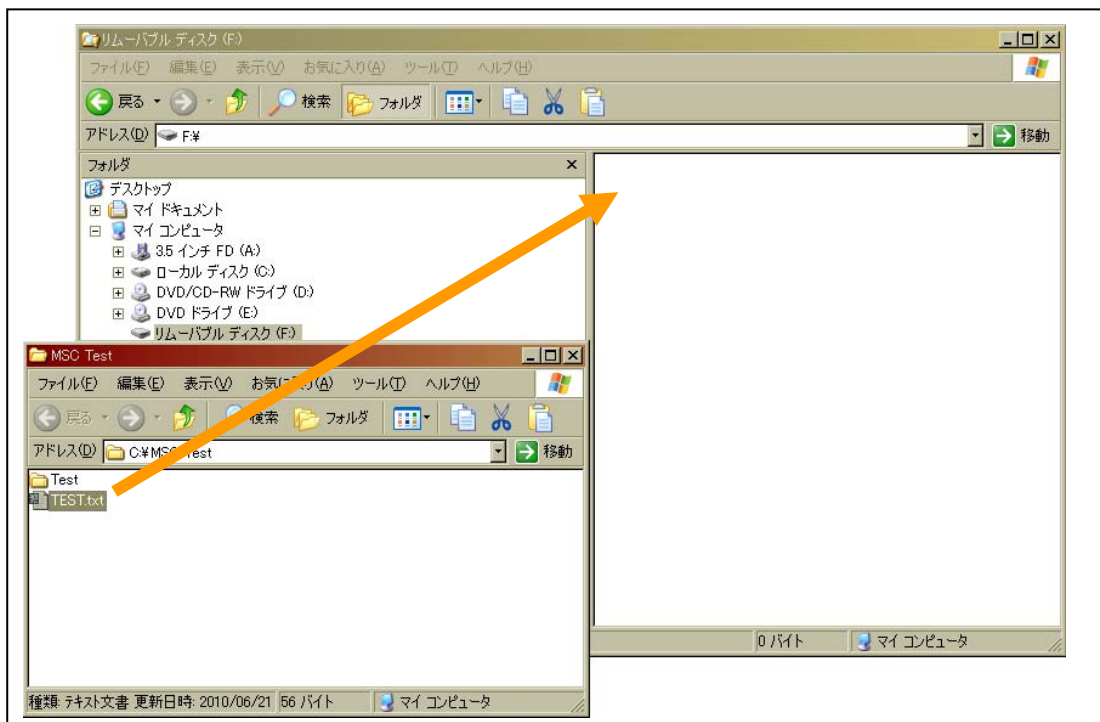 リムーバブル ディスク (F:)
ファイル(F) 編集(E) 表示(V) お気に入り(A) ツール(T) ヘルプ(H)
戻る 検索 フォルダ
アドレス(D) F:¥ 移動
フォルダ
デスクトップ
マイ ドキュメント
マイ コンピュータ
3.5 インチ FD (A:)
ローカル ディスク (C:)
DVD/CD-RW ドライブ (D:)
DVD ドライブ (E:)
リムーバブル ディスク (F:)
0 バイト マイ コンピュータ
MSC Test
ファイル(F) 編集(E) 表示(V) お気に入り(A) ツール(T) ヘルプ(H)
戻る 検索 フォルダ
アドレス(D) C:¥MSC Test 移動
Test
TEST.txt
種類: テキスト文書 更新日時: 2010/06/21 56 バイト マイ コンピュータ